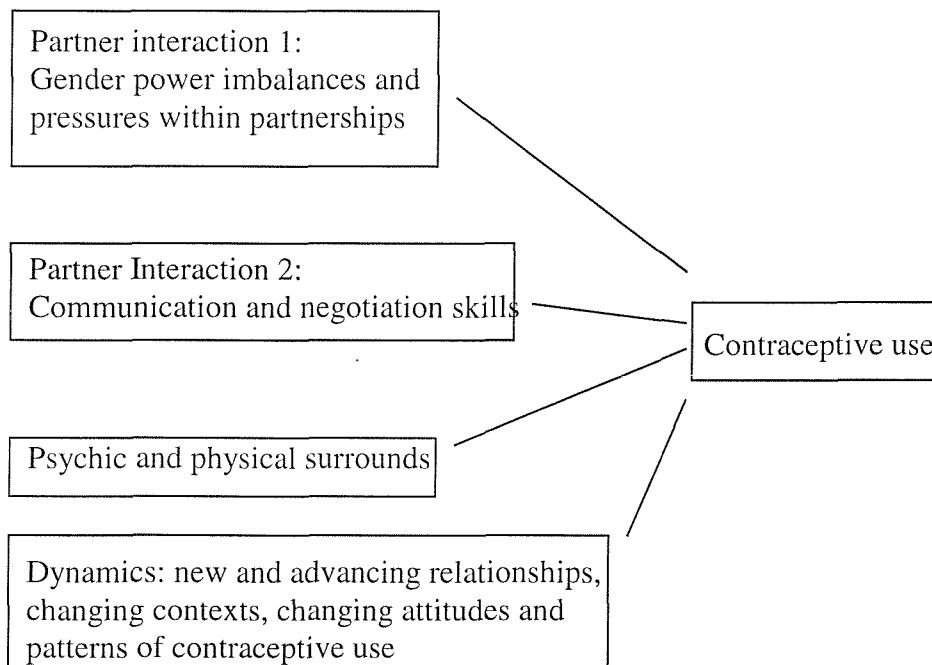 Partner interaction 1:
Gender power imbalances and
pressures within partnerships
Partner Interaction 2:
Communication and negotiation skills
Contraceptive use
Psychic and physical surrounds
Dynamics: new and advancing relationships,
changing contexts, changing attitudes and
patterns of contraceptive use